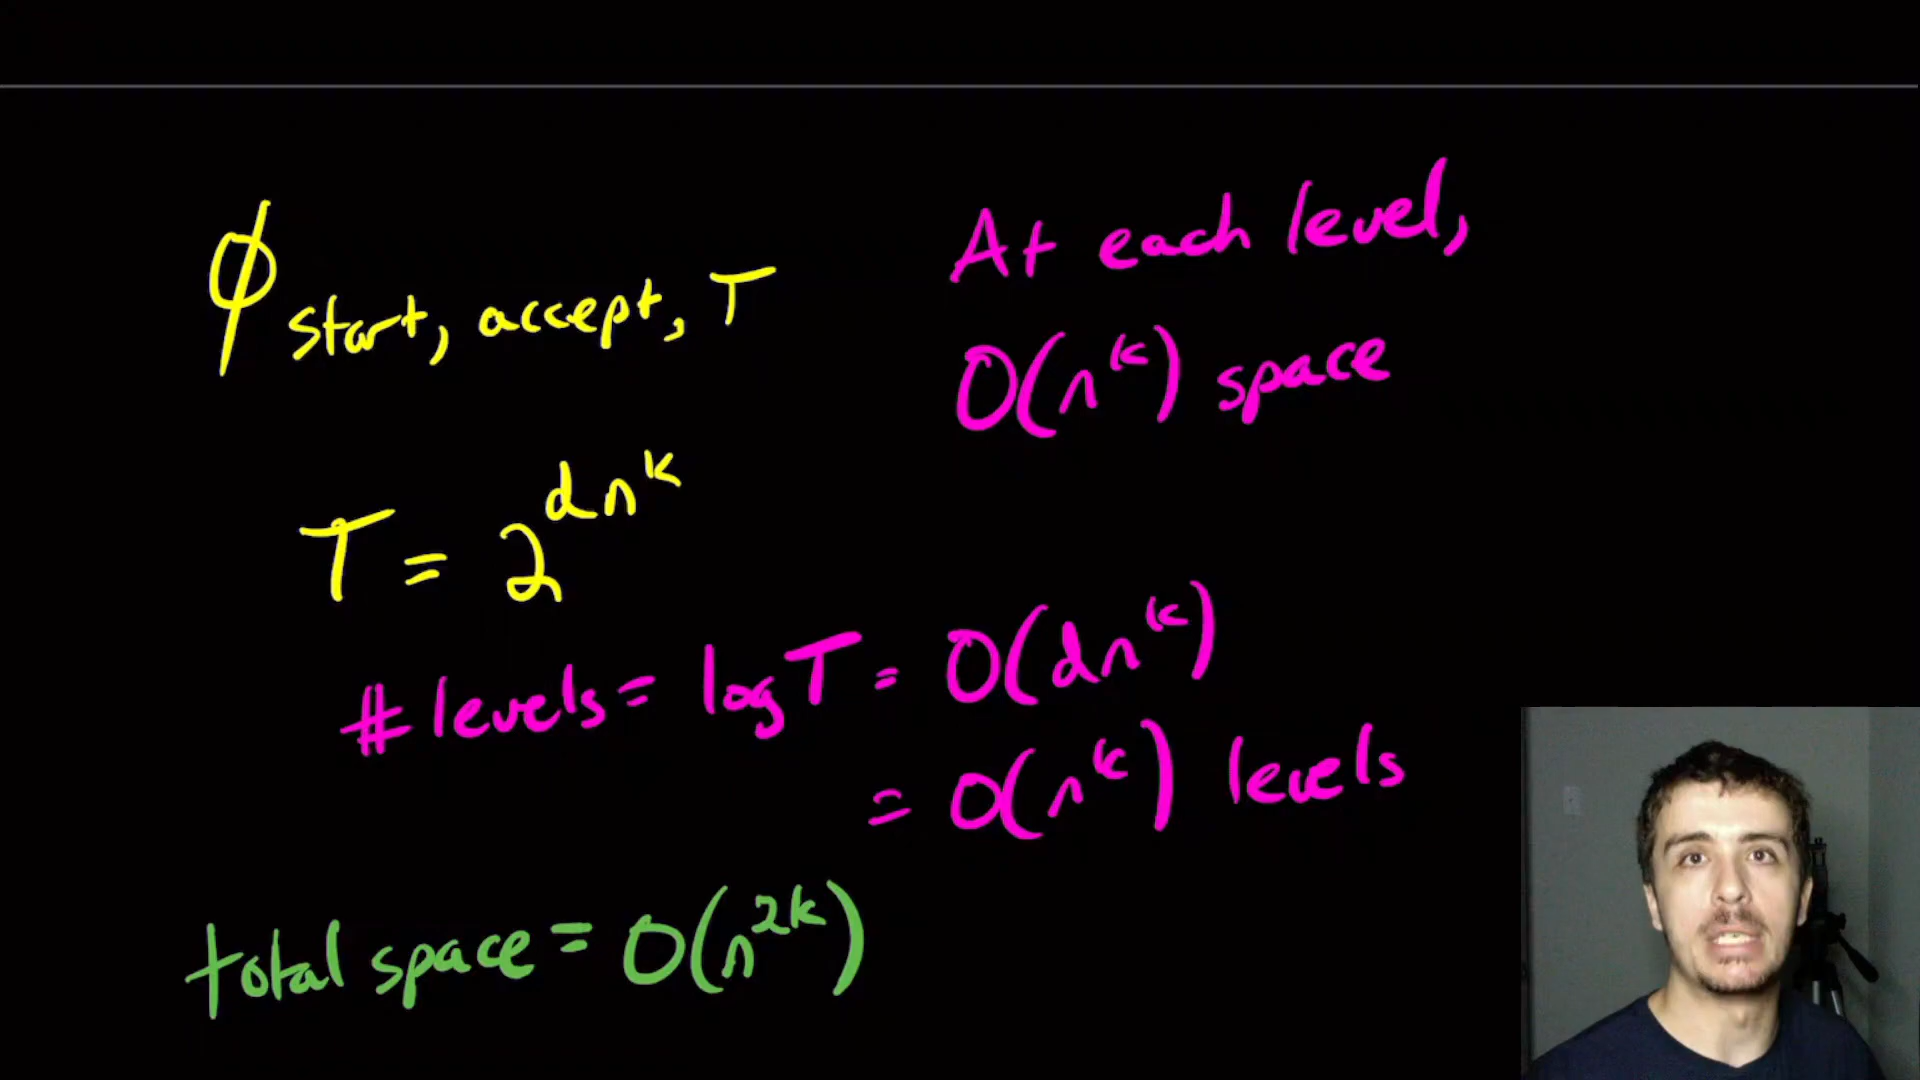 ϕ start, accept, T
At each level,
O(n^k) space
T = 2^{dn^k}
# levels = log T = O(dn^k)
= O(n^k) levels
total space = O(n^{2k})